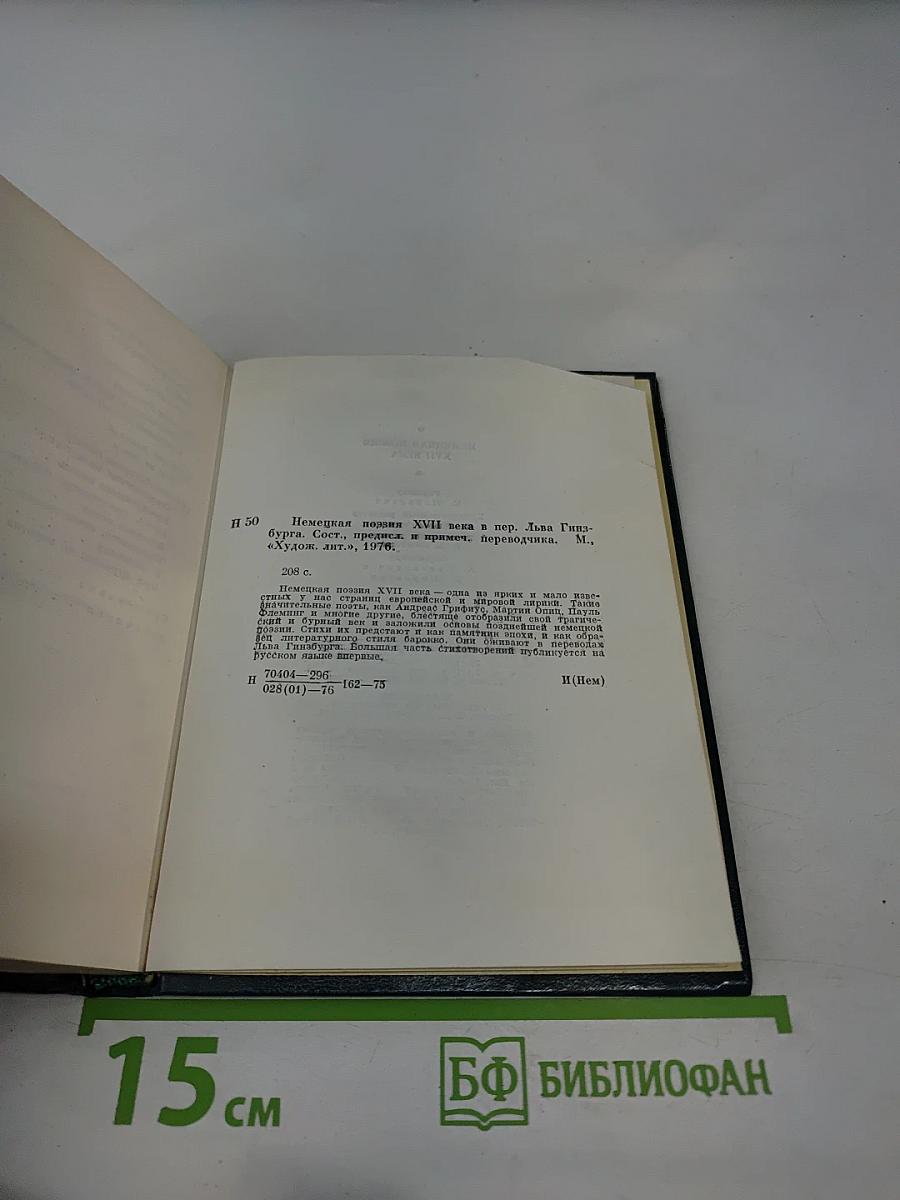 Н 50 Немецкая поэзия XVII века в пер. Льва Гинз-
бурга. Сост., предисл. и примеч. переводчика. М.,
«Худож. лит.», 1976.
208 с.
Немецкая поэзия XVII века — одна из ярких и мало изве-
стных у нас страниц европейской и мировой лирики. Такие
значительные поэты, как Андреас Грифиус, Мартин Опиц, Пауль
Флеминг и многие другие, блестяще отобразили свой трагиче-
ский и бурный век и заложили основы позднейшей немецкой
поэзии. Стихи их предстают и как памятник эпохи, и как обра-
зец литературного стиля барокко. Они оживают в переводах
Льва Гинзбурга. Большая часть стихотворений публикуется на
русском языке впервые.
Н 70404—296
028(01)—76 162—75 И(Нем)
15 см БФ БИБЛИОФАН